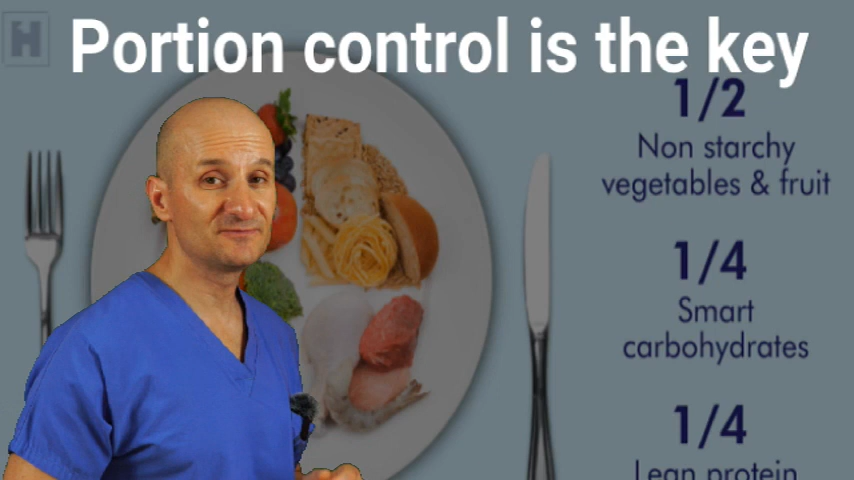 H
Portion control is the key
1/2
Non starchy
vegetables & fruit
1/4
Smart
carbohydrates
1/4
Lean protein